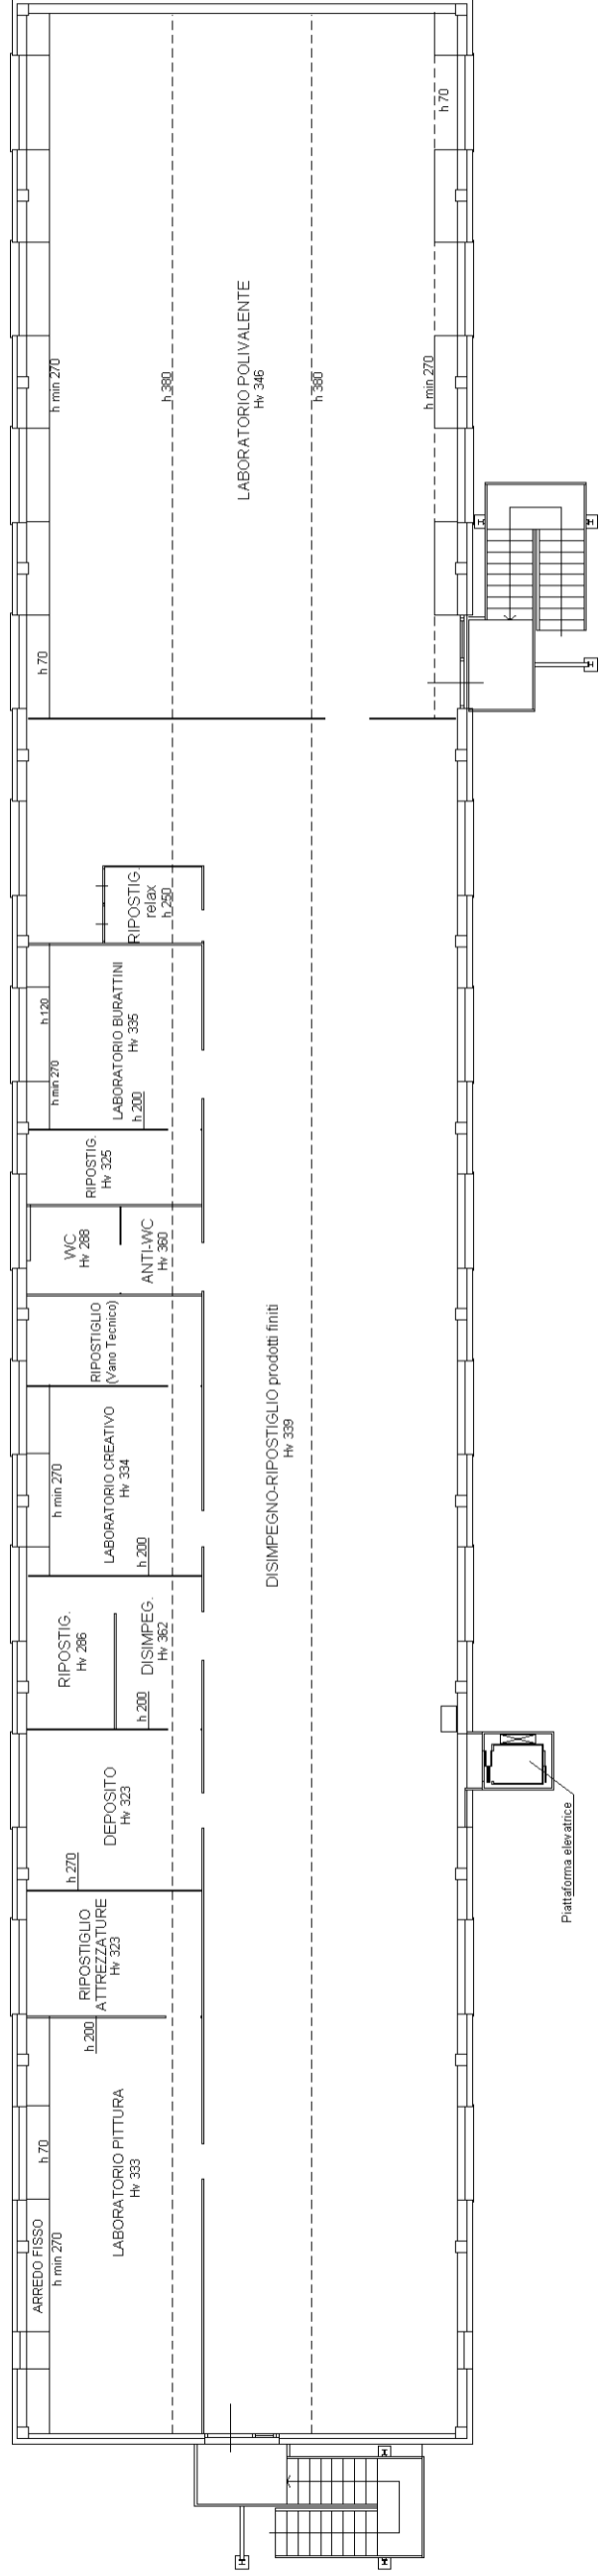 ARREDO FISSO
h min 270
h 70
LABORATORIO PITTURA
Hv 333
h 200
RIPOSTIGLIO
ATTREZZATURE
Hv 323
h 270
DEPOSITO
Hv 323
RIPOSTIG.
Hv 286
DISIMPEG.
Hv 362
h 200
h min 270
LABORATORIO CREATIVO
Hv 334
h 200
RIPOSTIGLIO
(Vano Tecnico)
WC
Hv 288
ANTI-WC
Hv 360
RIPOSTIG.
Hv 325
h min 270
h 120
LABORATORIO BURATTINI
Hv 335
h 200
RIPOSTIG.
relax
h 250
DISIMPEGNO-RIPOSTIGLIO prodotti finiti
Hv 339
Piattaforma elevatrice
h 70
h min 270
h 380
LABORATORIO POLIVALENTE
Hv 346
h 380
h min 270
h 70